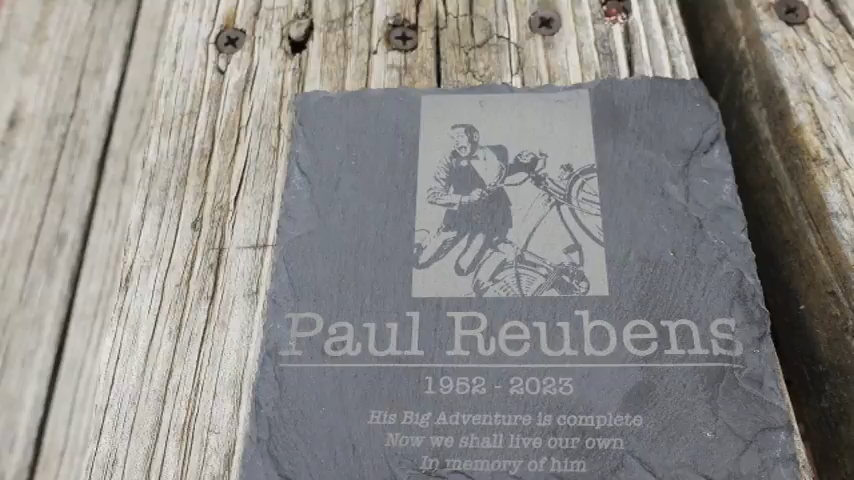 Paul Reubens
1952 - 2023
His Big Adventure is complete
Now we shall live our own
In memory of him